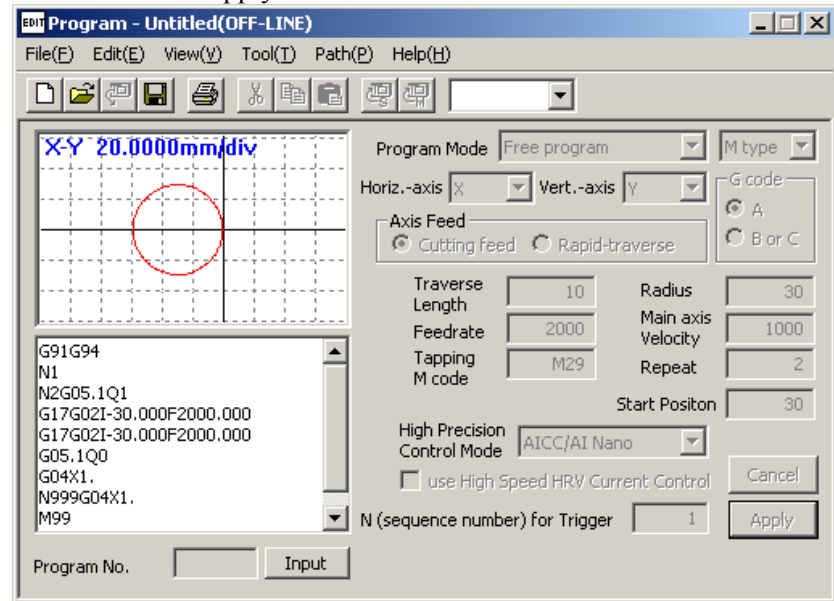 EDIT Program - Untitled(OFF-LINE)
File(F) Edit(E) View(V) Tool(T) Path(P) Help(H)
S M
X-Y 20.0000mm/div
G91G94
N1
N2G05.1Q1
G17G02I-30.000F2000.000
G17G02I-30.000F2000.000
G05.1Q0
G04X1.
N999G04X1.
M99
Program No. Input
Program Mode Free program M type
Horiz.-axis X Vert.-axis Y
G code
A
B or C
Axis Feed
Cutting feed Rapid-traverse
Traverse
Length 10
Radius 30
Feedrate 2000
Main axis
Velocity 1000
Tapping
M code M29
Repeat 2
Start Positon 30
High Precision
Control Mode AICC/AI Nano
use High Speed HRV Current Control
Cancel
N (sequence number) for Trigger 1
Apply